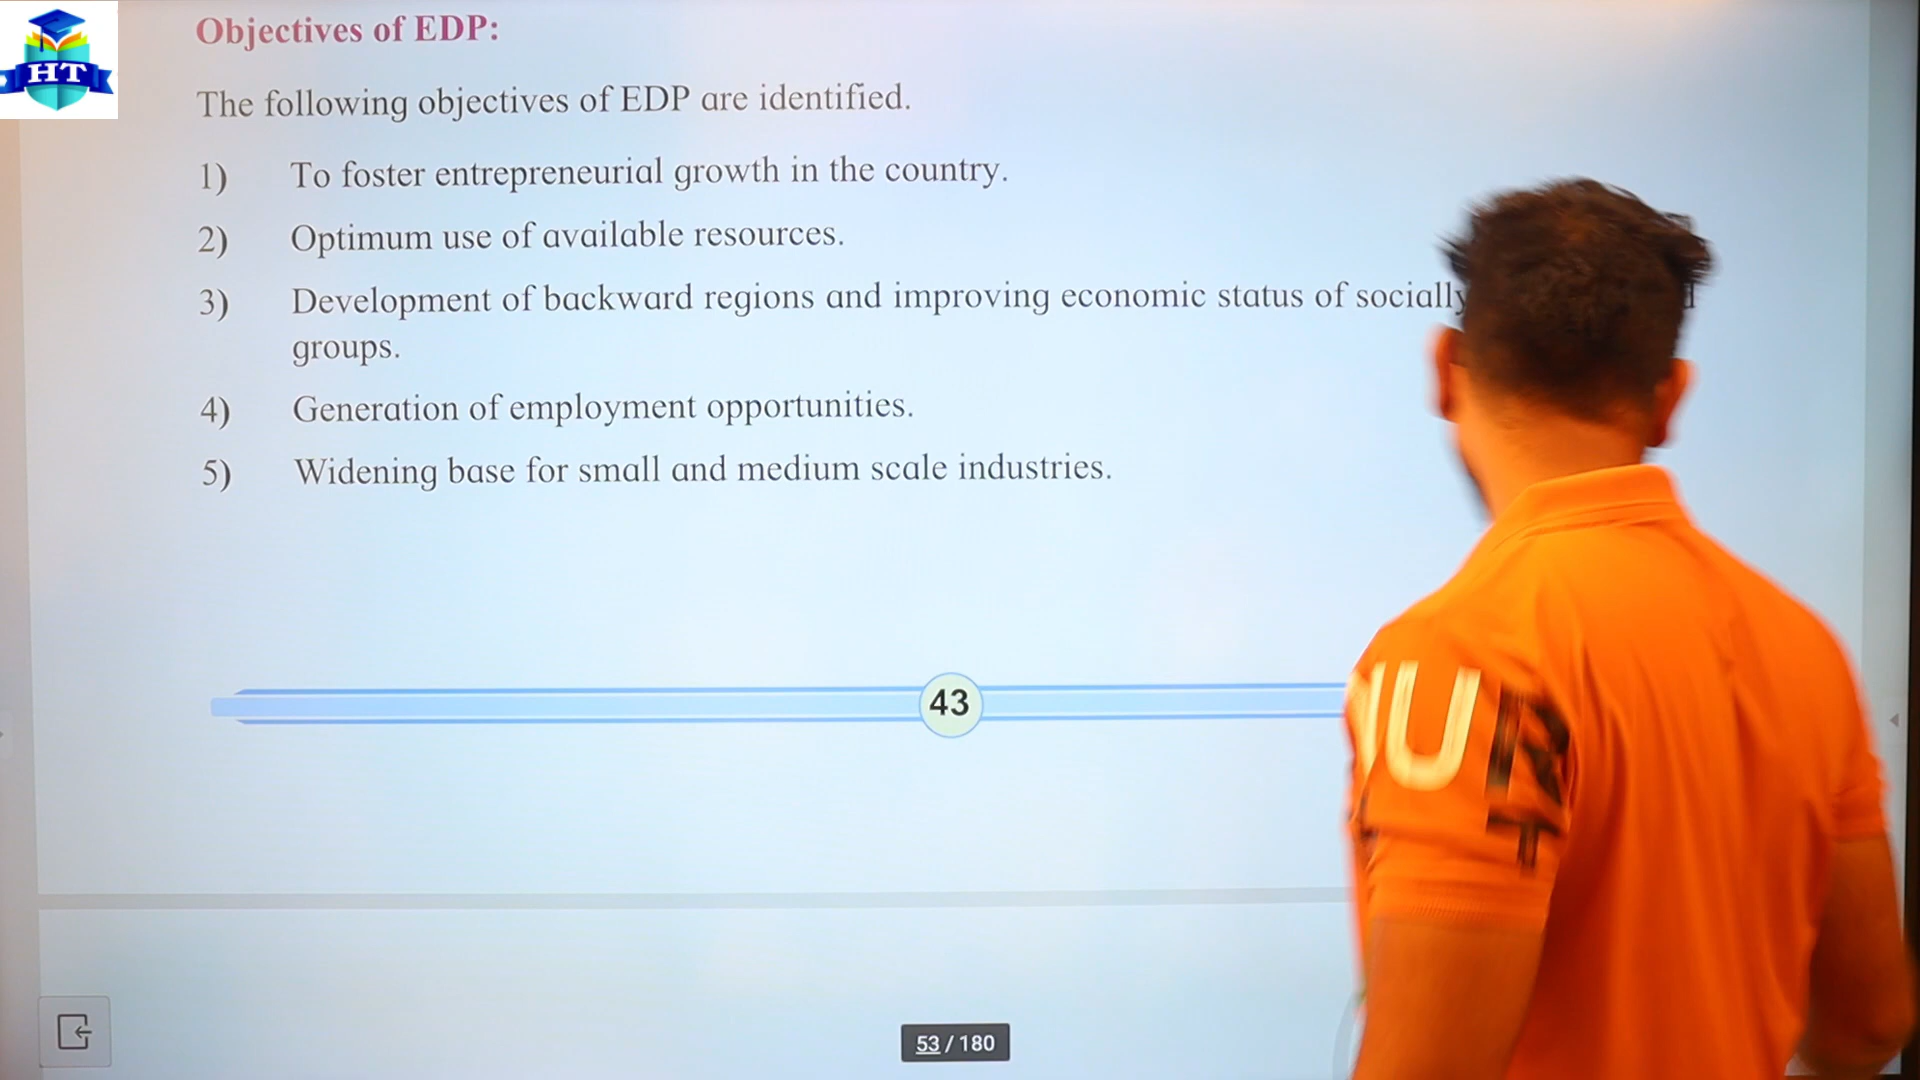 HT
Objectives of EDP:
The following objectives of EDP are identified.
1) To foster entrepreneurial growth in the country.
2) Optimum use of available resources.
3) Development of backward regions and improving economic status of socially
groups.
4) Generation of employment opportunities.
5) Widening base for small and medium scale industries.
43
53 / 180